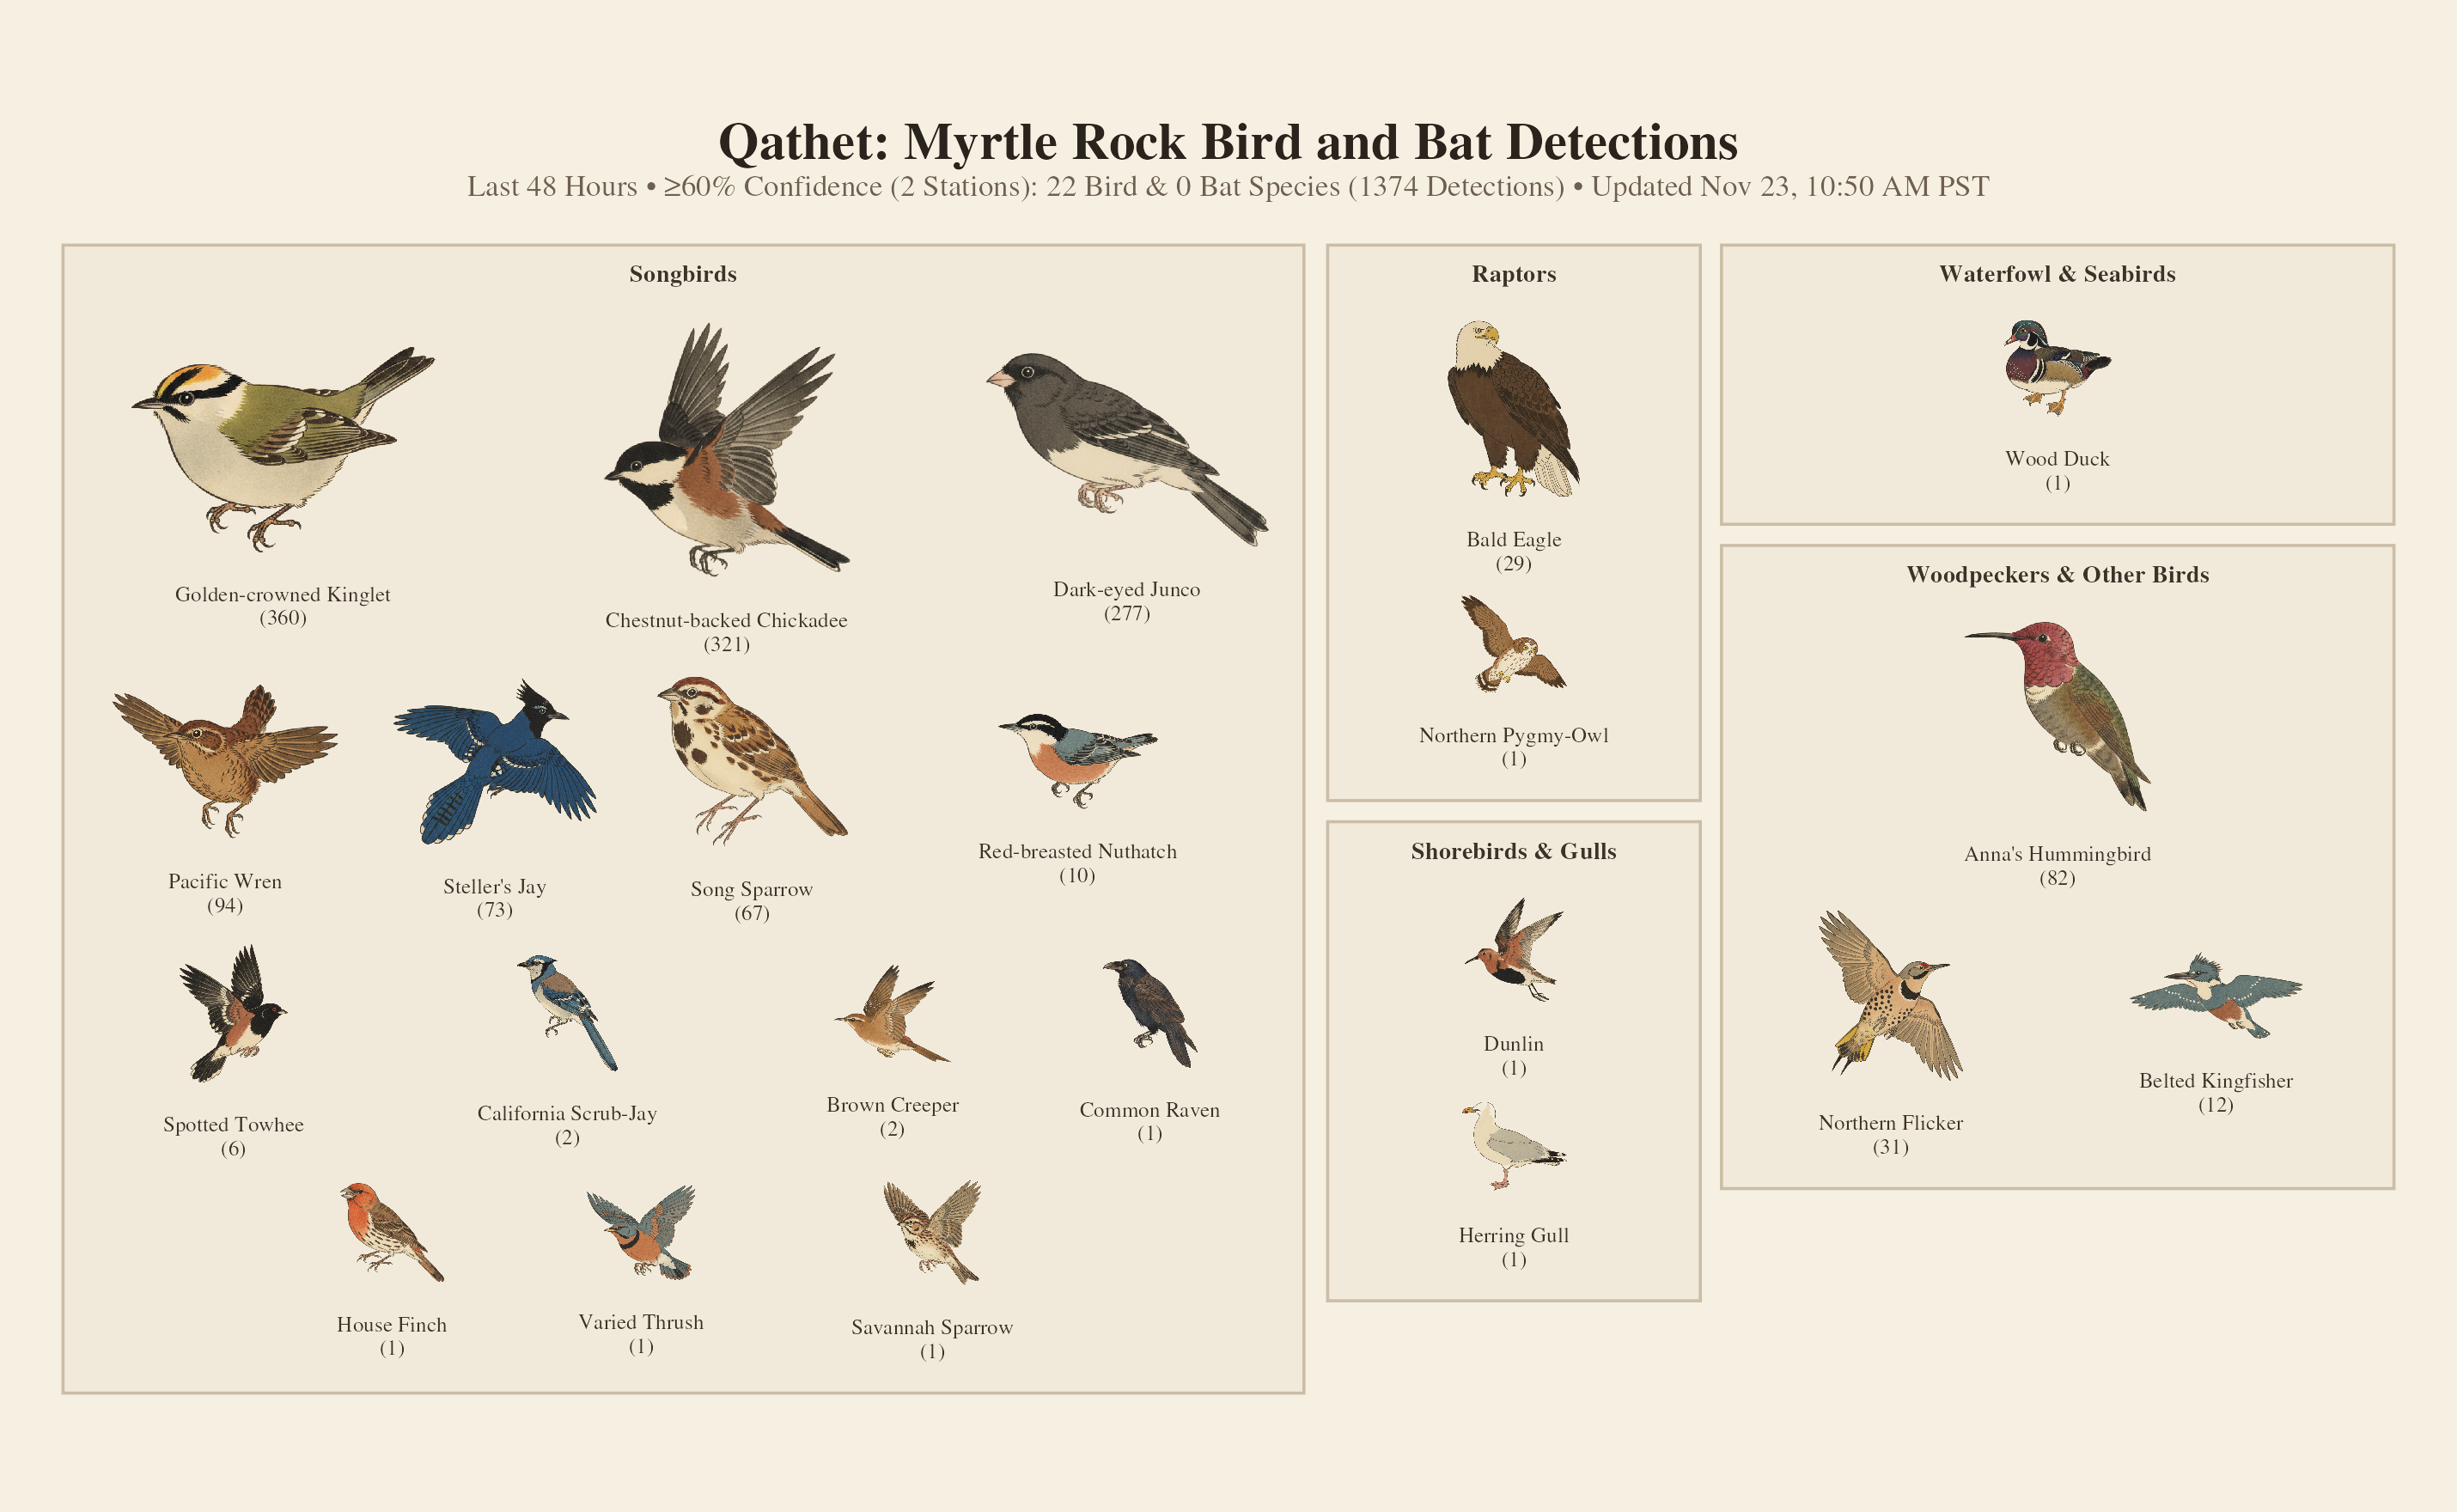 Qathet: Myrtle Rock Bird and Bat Detections
Last 48 Hours • ≥60% Confidence (2 Stations): 22 Bird & 0 Bat Species (1374 Detections) • Updated Nov 23, 10:50 AM PST
Songbirds
Golden-crowned Kinglet
(360)
Chestnut-backed Chickadee
(321)
Dark-eyed Junco
(277)
Pacific Wren
(94)
Steller's Jay
(73)
Song Sparrow
(67)
Red-breasted Nuthatch
(10)
Spotted Towhee
(6)
California Scrub-Jay
(2)
Brown Creeper
(2)
Common Raven
(1)
House Finch
(1)
Varied Thrush
(1)
Savannah Sparrow
(1)
Raptors
Bald Eagle
(29)
Northern Pygmy-Owl
(1)
Shorebirds & Gulls
Dunlin
(1)
Herring Gull
(1)
Waterfowl & Seabirds
Wood Duck
(1)
Woodpeckers & Other Birds
Anna's Hummingbird
(82)
Northern Flicker
(31)
Belted Kingfisher
(12)